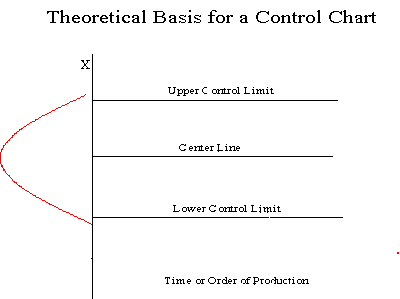 Theoretical Basis for a Control Chart
X
Upper Control Limit
Center Line
Lower Control Limit
Time or Order of Production